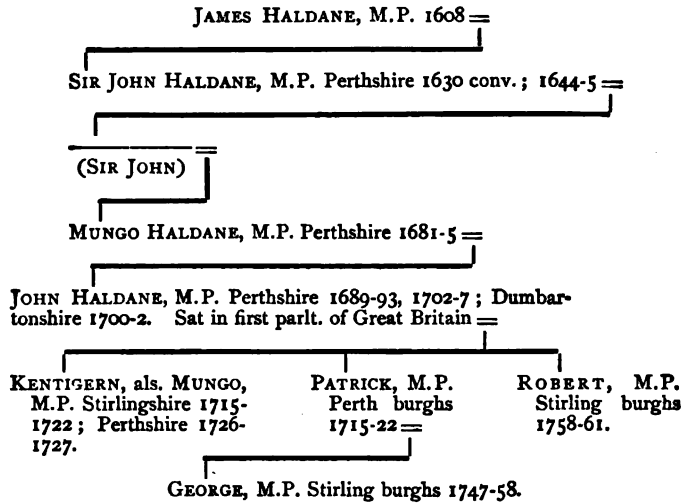 JAMES HALDANE, M.P. 1608 =
SIR JOHN HALDANE, M.P. Perthshire 1630 conv.; 1644-5 =
(SIR JOHN) =
MUNGO HALDANE, M.P. Perthshire 1681-5 =
JOHN HALDANE, M.P. Perthshire 1689-93, 1702-7; Dumbar-
tonshire 1700-2. Sat in first parlt. of Great Britain =
KENTIGERN, als. MUNGO,
M.P. Stirlingshire 1715-
1722; Perthshire 1726-
1727.
PATRICK, M.P.
Perth burghs
1715-22 =
ROBERT, M.P.
Stirling burghs
1758-61.
GEORGE, M.P. Stirling burghs 1747-58.